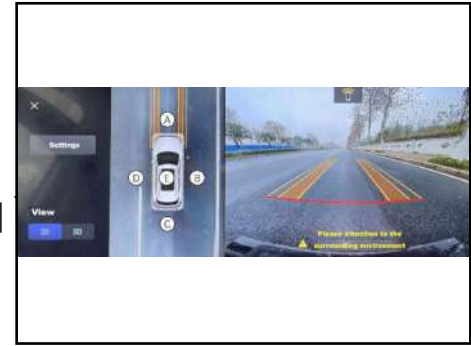 ×
Settings
View
2D 3D
A
B
C
D
E
Please attention to the
surrounding environment